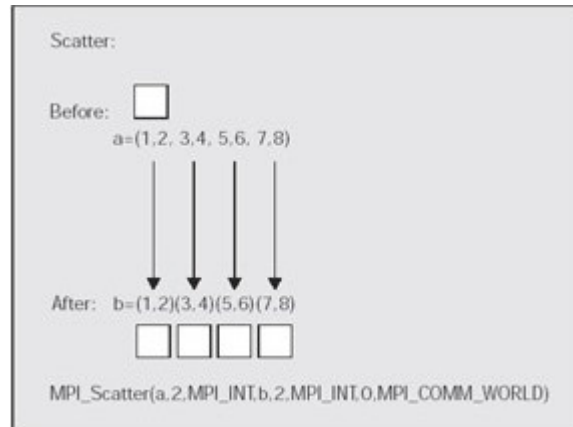 Scatter:
Before:
a=(1,2, 3,4, 5,6, 7,8)
After: b=(1,2)(3,4)(5,6)(7,8)
MPI_Scatter(a,2,MPI_INT,b,2,MPI_INT,0,MPI_COMM_WORLD)